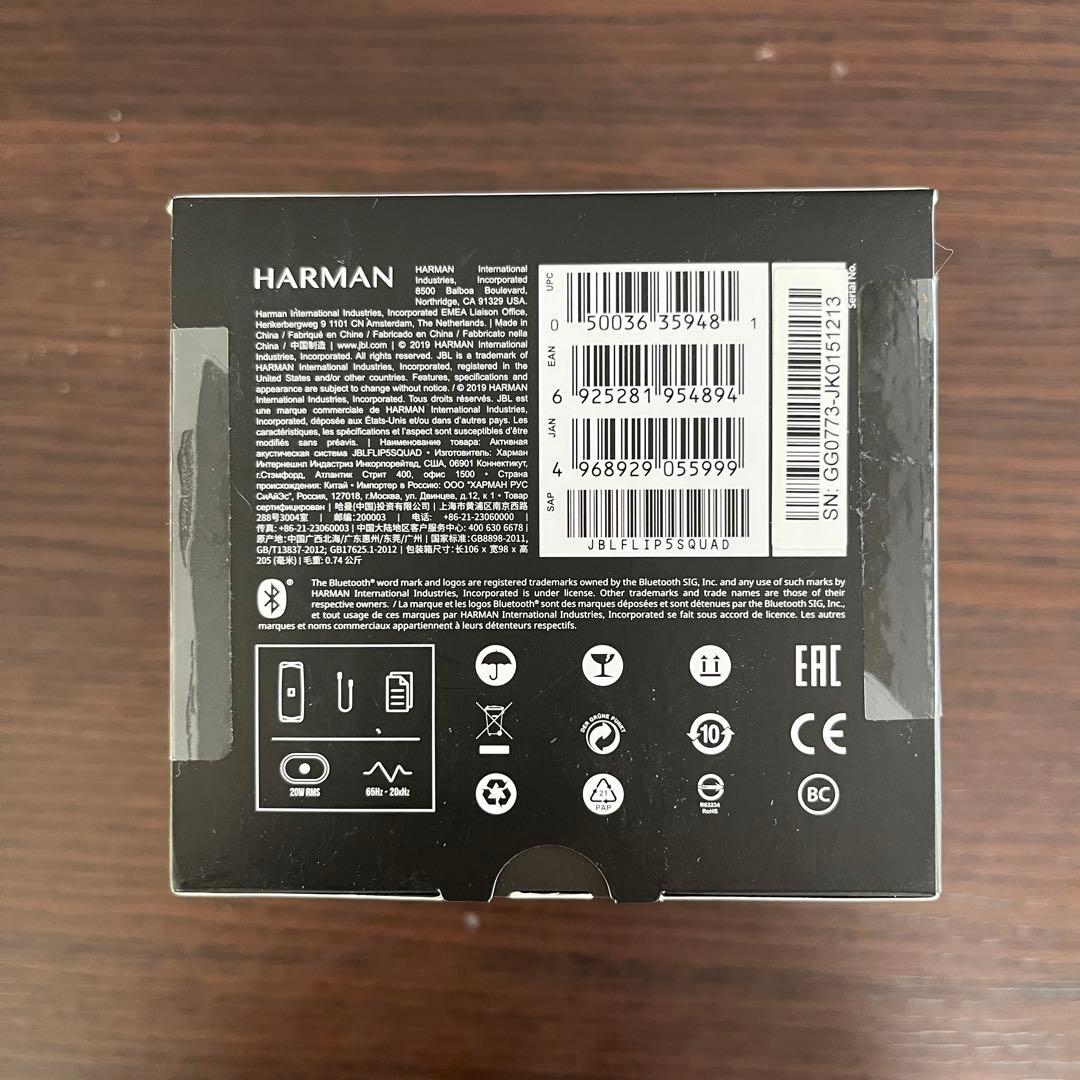 HARMAN
HARMAN International
Industries, Incorporated
8500 Balboa Boulevard,
Northridge, CA 91329 USA.
Harman International Industries, Incorporated EMEA Liaison Office,
Herikerbergweg 9 1101 CN Amsterdam, The Netherlands. | Made in
China / Fabriqué en Chine / Fabricado en China / Fabbricato nella
China / 中国制造 | www.jbl.com | © 2019 HARMAN International
Industries, Incorporated. All rights reserved. JBL is a trademark of
HARMAN International Industries, Incorporated, registered in the
United States and/or other countries. Features, specifications and
appearance are subject to change without notice. / © 2019 HARMAN
International Industries, Incorporated. Tous droits réservés. JBL est
une marque commerciale de HARMAN International Industries,
Incorporated, déposée aux États-Unis et/ou dans d'autres pays. Les
caractéristiques, les spécifications et l'aspect sont susceptibles d'être
modifiés sans préavis. | Наименование товара: Активная
акустическая система JBLFLIP5SQUAD • Изготовитель: Харман
Интернешнл Индастриз Инкорпорейтед, США, 06901 Коннектикут,
г.Стэмфорд, Атлантик Стрит 400, офис 1500 • Страна
происхождения: Китай • Импортер в Россию: ООО "ХАРМАН РУС
СиАйЭс", Россия, 127018, г.Москва, ул. Двинцев, д.12, к 1 • Товар
сертифицирован | 哈曼(中国)投资有限公司 | 上海市黄浦区南京西路
288号3004室 | 邮编:200003 | 电话: +86-21-23060000 |
传真: +86-21-23060003 | 中国大陆地区客户服务中心: 400 630 6678 |
原产地:中国广西北海/广东惠州/东莞/广州 | 国家标准:GB8898-2011,
GB/T13837-2012; GB17625.1-2012 | 包装箱尺寸:长106 x 宽98 x 高
205 (毫米) | 毛重: 0.74 公斤
UPC
0 50036 35948 1
EAN
6 925281 954894
JAN
4 968929 055999
SAP
JBLFLIP5SQUAD
Serial No.
SN: GG0773-JK0151213
The Bluetooth® word mark and logos are registered trademarks owned by the Bluetooth SIG, Inc. and any use of such marks by
HARMAN International Industries, Incorporated is under license. Other trademarks and trade names are those of their
respective owners. / La marque et les logos Bluetooth® sont des marques déposées et sont détenues par the Bluetooth SIG, Inc.,
et tout usage de ces marques par HARMAN International Industries, Incorporated se fait sous accord de licence. Les autres
marques et noms commerciaux appartiennent à leurs détenteurs respectifs.
EAC
DER GRÜNE PUNKT
10
CE
20W RMS
65Hz - 20kHz
21
PAP
R63234
RoHS
BC